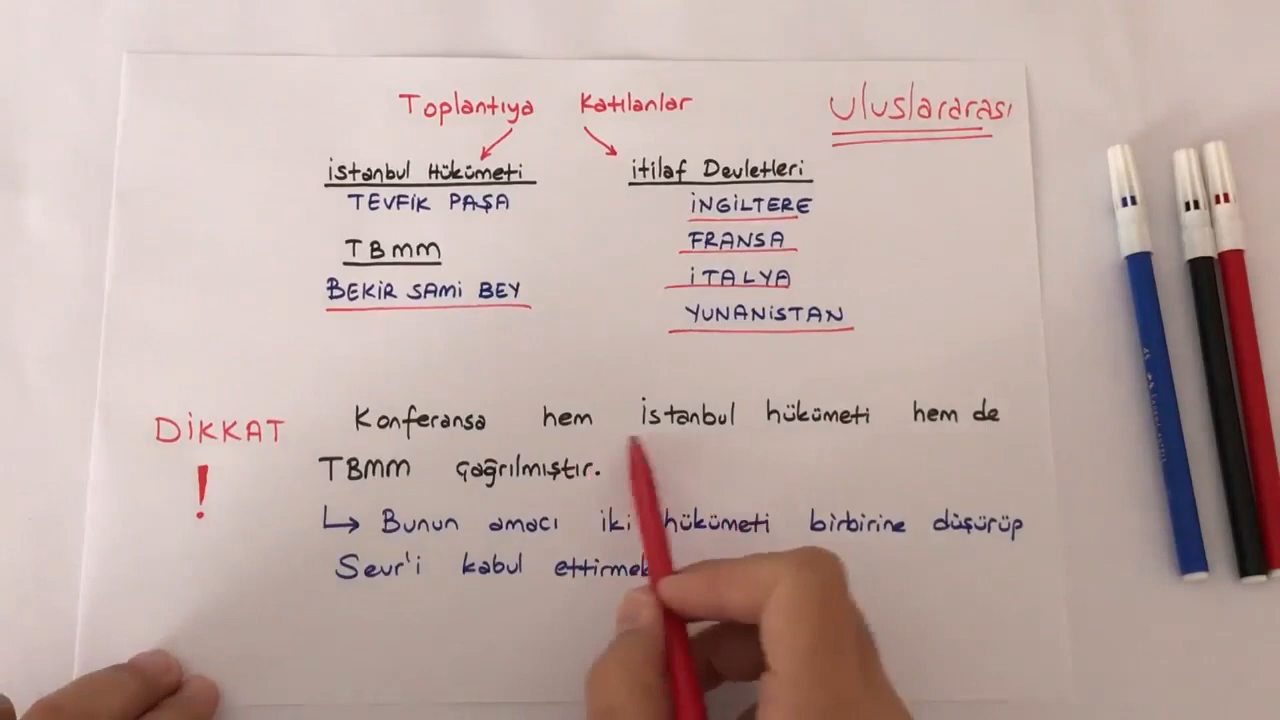 Toplantıya Katılanlar
Uluslararası
İstanbul Hükümeti
TEVFİK PAŞA
TBMM
BEKİR SAMİ BEY
İtilaf Devletleri
İNGİLTERE
FRANSA
İTALYA
YUNANİSTAN
DİKKAT
!
Konferansa hem İstanbul hükümeti hem de
TBMM çağrılmıştır.
↳ Bunun amacı iki hükümeti birbirine düşürüp
Sevr'i kabul ettirmek